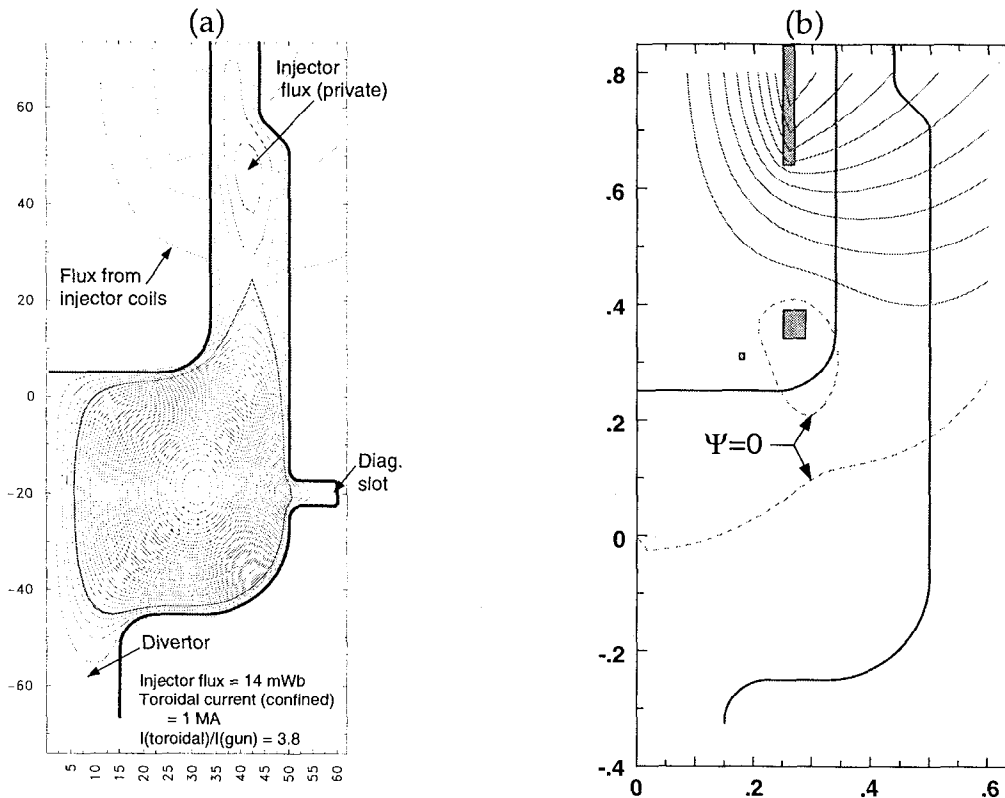 (a)
Injector
flux (private)
60
40
Flux from
injector coils
20
0
Diag.
slot
-20
-40
Divertor
Injector flux = 14 mWb
Toroidal current (confined)
= 1 MA
I(toroidal)/I(gun) = 3.8
-60
5
10
15
20
25
30
35
40
45
50
55
60
(b)
.8
.6
.4
.2
Ψ=0
0
-.2
-.4
0
.2
.4
.6